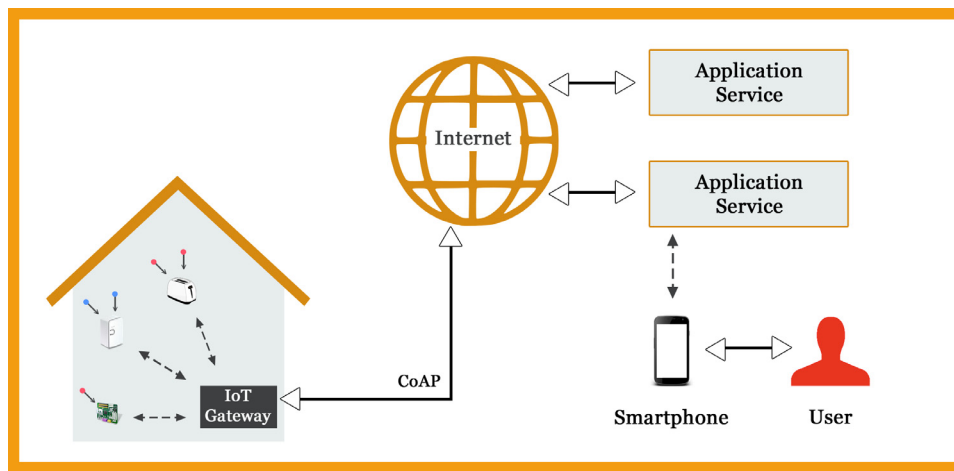 Application
Service
Internet
Application
Service
CoAP
IoT
Gateway
Smartphone
User